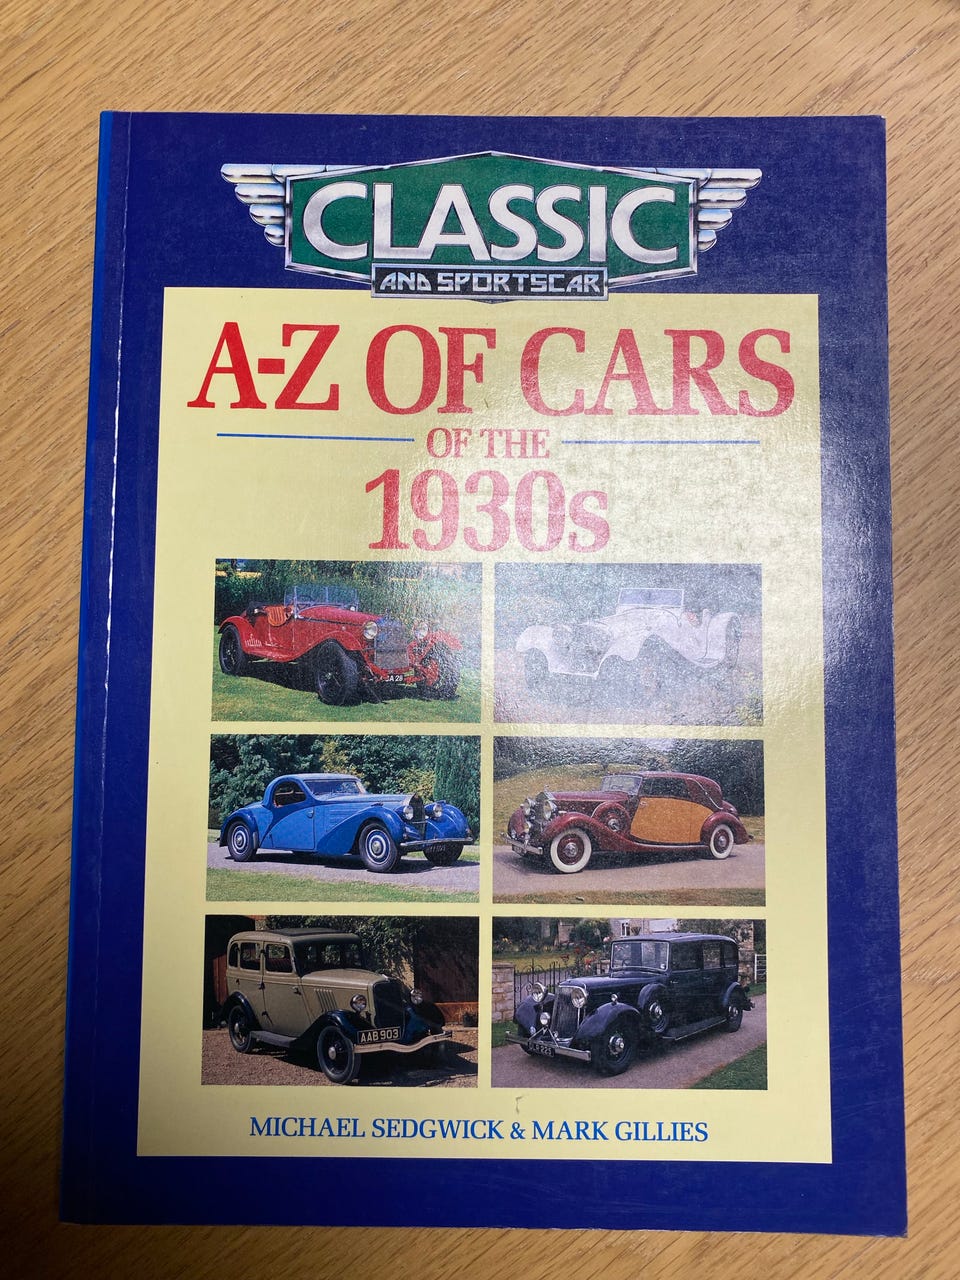 CLASSIC
AND SPORTSCAR
A-Z OF CARS
OF THE
1930s
AAB 903
MICHAEL SEDGWICK & MARK GILLIES